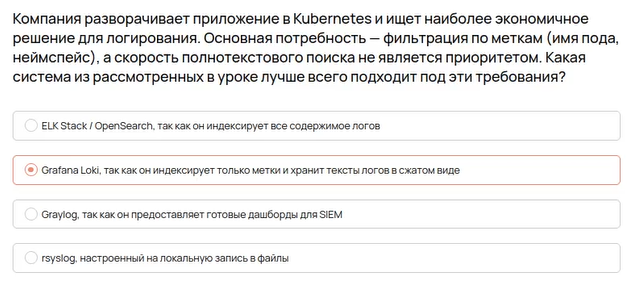 Компания разворачивает приложение в Kubernetes и ищет наиболее экономичное
решение для логирования. Основная потребность — фильтрация по меткам (имя пода,
неймспейс), а скорость полнотекстового поиска не является приоритетом. Какая
система из рассмотренных в уроке лучше всего подходит под эти требования?
ELK Stack / OpenSearch, так как он индексирует все содержимое логов
Grafana Loki, так как он индексирует только метки и хранит тексты логов в сжатом виде
Graylog, так как он предоставляет готовые дашборды для SIEM
rsyslog, настроенный на локальную запись в файлы